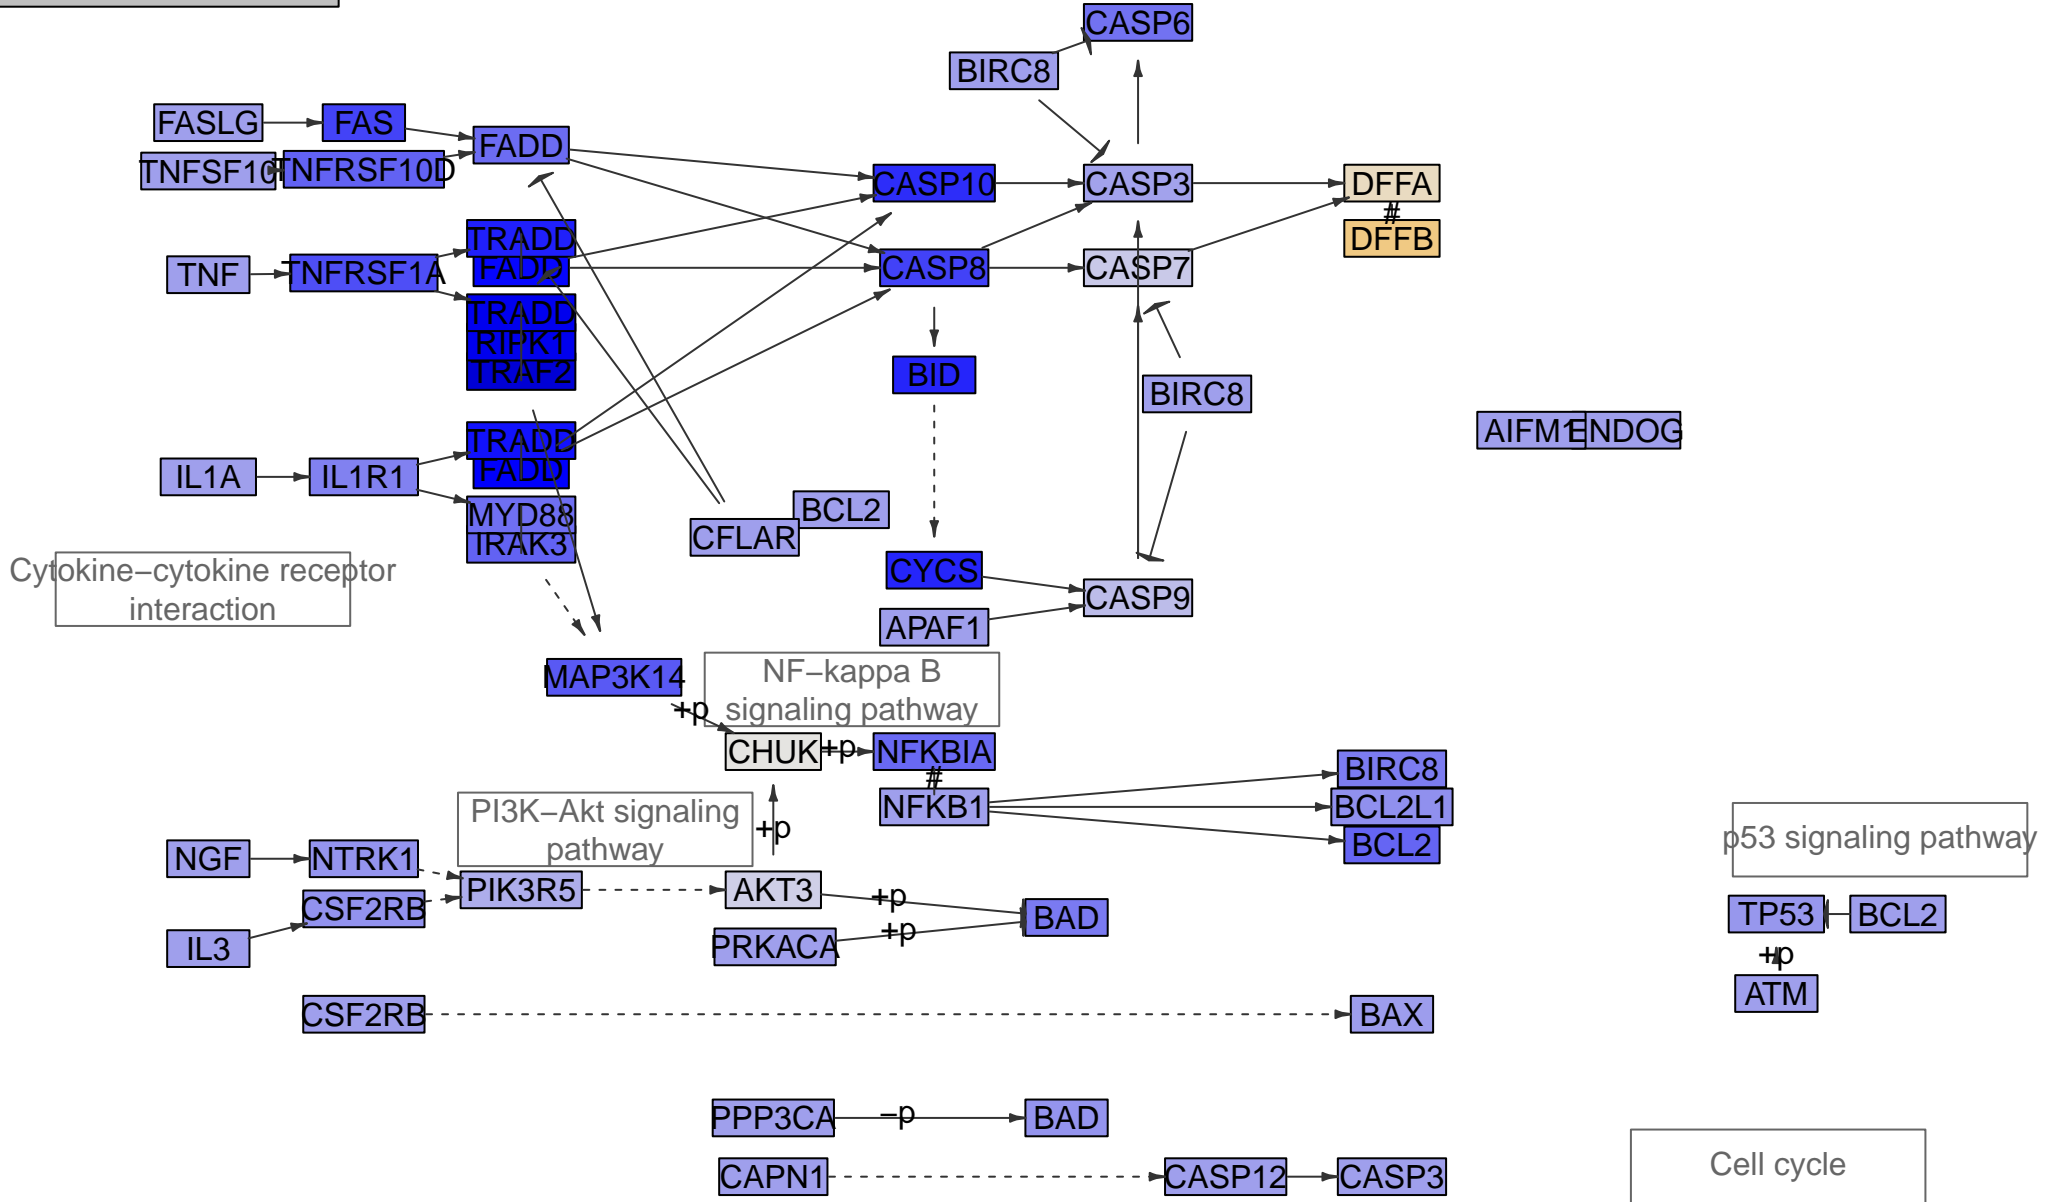 CASP6
BIRC8
FASLG
FAS
FADD
TNFSF10
TNFRSF10D
CASP10
CASP3
DFFA
#
DFFB
TRADD
FADD
TNF
TNFRSF1A
CASP8
CASP7
TRADD
RIPK1
TRAF2
BID
BIRC8
AIFM1
ENDOG
TRADD
FADD
IL1A
IL1R1
MYD88
IRAK3
BCL2
CFLAR
CYCS
CASP9
APAF1
Cytokine–cytokine receptor
interaction
MAP3K14
NF–kappa B
signaling pathway
+p
CHUK
+p
NFKBIA
#
NFKB1
BIRC8
BCL2L1
BCL2
PI3K–Akt signaling
pathway
+p
p53 signaling pathway
NGF
NTRK1
PIK3R5
AKT3
+p
BAD
CSF2RB
IL3
PRKACA
+p
TP53
BCL2
+p
ATM
CSF2RB
BAX
PPP3CA
–p
BAD
CAPN1
CASP12
CASP3
Cell cycle